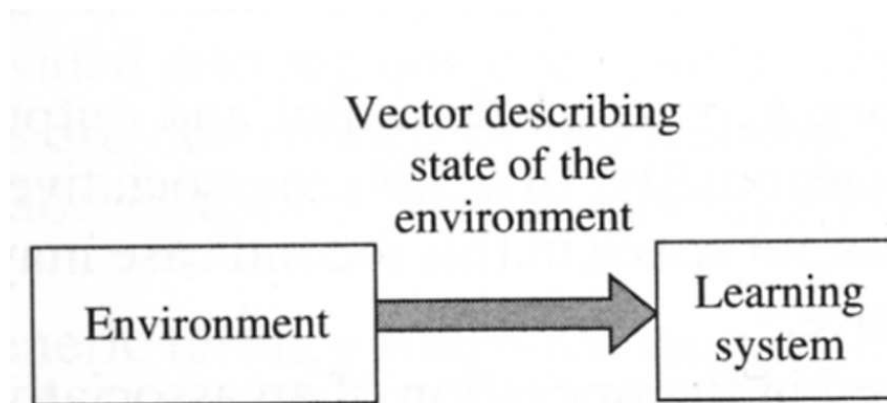 Vector describing
state of the
environment
Environment
Learning
system